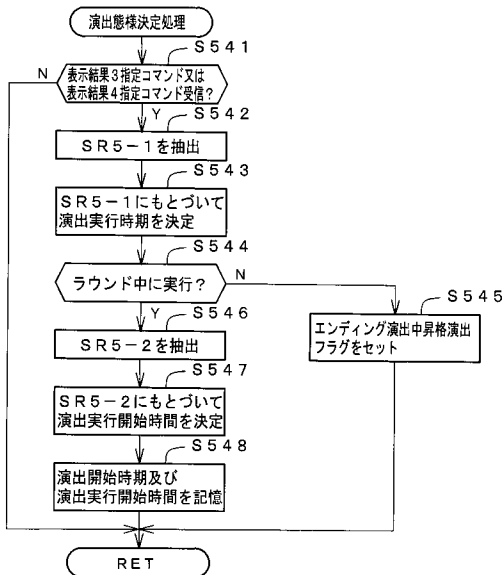 演出態様決定処理
S541
N
表示結果3指定コマンド又は
表示結果4指定コマンド受信?
Y
S542
SR5-1を抽出
S543
SR5-1にもとづいて
演出実行時期を決定
S544
ラウンド中に実行?
N
Y
S545
エンディング演出中昇格演出
フラグをセット
S546
SR5-2を抽出
S547
SR5-2にもとづいて
演出実行開始時間を決定
S548
演出開始時期及び
演出実行開始時間を記憶
RET